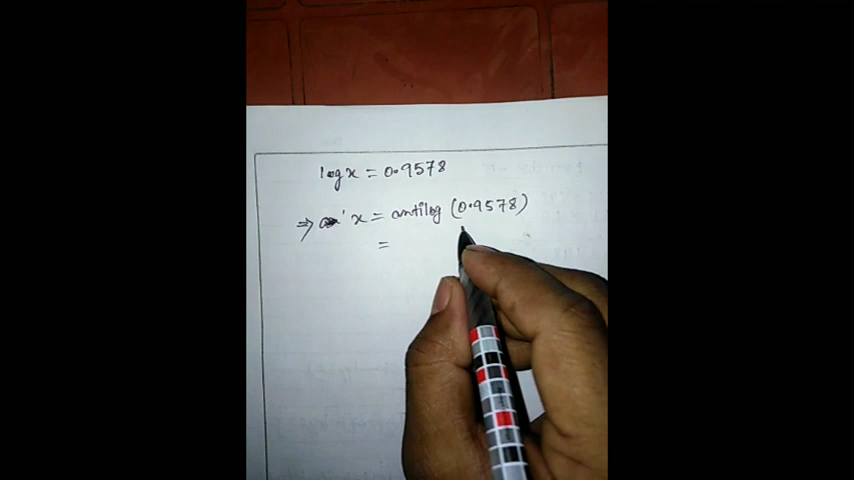 log x = 0.9578
⇒ x = antilog (0.9578)
=